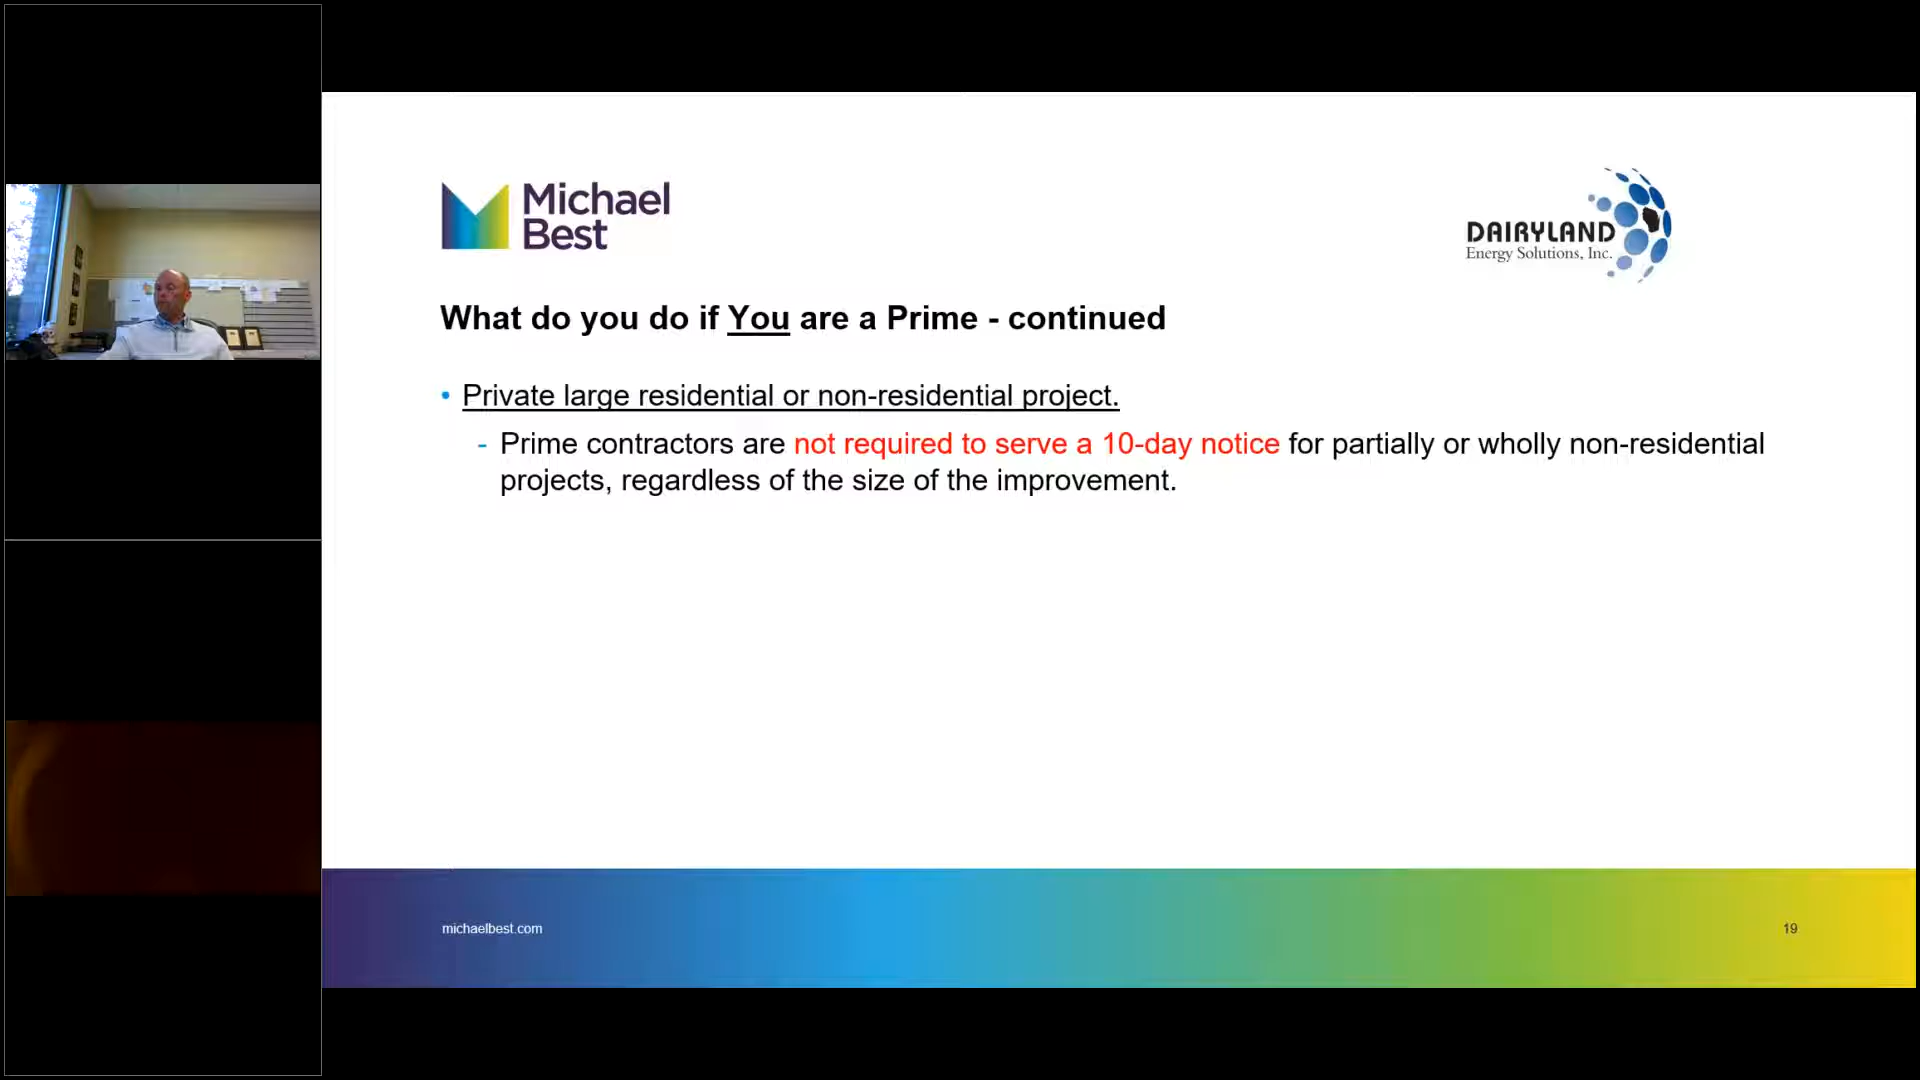 Michael
Best
DAIRYLAND
Energy Solutions, Inc.
What do you do if You are a Prime - continued
• Private large residential or non-residential project.
- Prime contractors are not required to serve a 10-day notice for partially or wholly non-residential
projects, regardless of the size of the improvement.
michaelbest.com
19